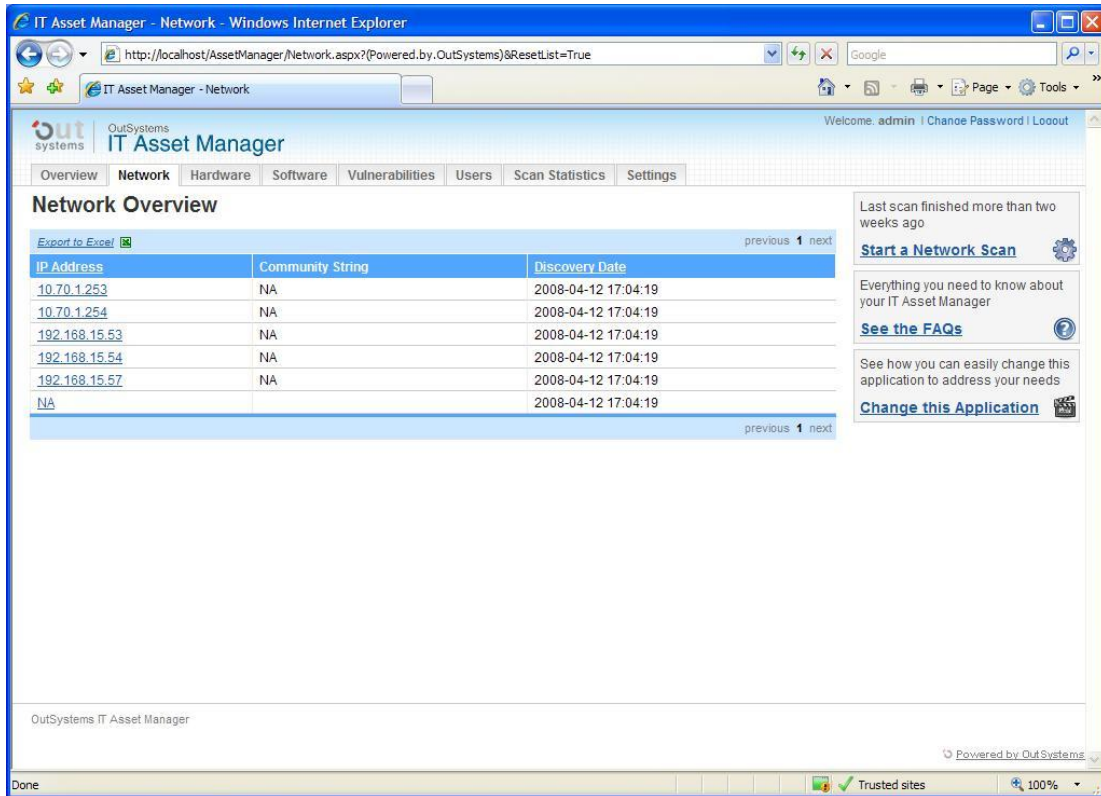 IT Asset Manager - Network - Windows Internet Explorer
http://localhost/AssetManager/Network.aspx?(Powered.by.OutSystems)&ResetList=True
Google
IT Asset Manager - Network
Page
Tools
»
Welcome, admin | Change Password | Logout
out
systems
OutSystems
IT Asset Manager
Overview Network Hardware Software Vulnerabilities Users Scan Statistics Settings
Network Overview
Export to Excel previous 1 next
IP Address Community String Discovery Date
10.70.1.253 NA 2008-04-12 17:04:19
10.70.1.254 NA 2008-04-12 17:04:19
192.168.15.53 NA 2008-04-12 17:04:19
192.168.15.54 NA 2008-04-12 17:04:19
192.168.15.57 NA 2008-04-12 17:04:19
NA 2008-04-12 17:04:19
previous 1 next
Last scan finished more than two
weeks ago
Start a Network Scan
Everything you need to know about
your IT Asset Manager
See the FAQs
See how you can easily change this
application to address your needs
Change this Application
OutSystems IT Asset Manager
Powered by OutSystems
Done Trusted sites 100%